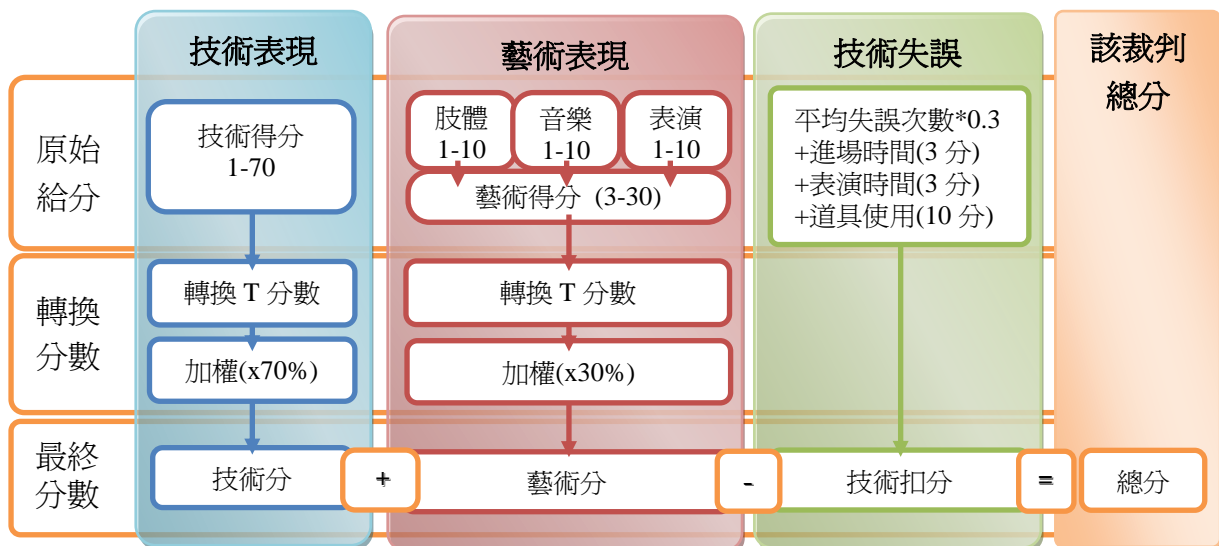 技術表現
藝術表現
技術失誤
該裁判
總分
原始
給分
技術得分
1-70
肢體
1-10
音樂
1-10
表演
1-10
藝術得分 (3-30)
平均失誤次數*0.3
+進場時間(3 分)
+表演時間(3 分)
+道具使用(10 分)
轉換
分數
轉換 T 分數
轉換 T 分數
加權(x70%)
加權(x30%)
最終
分數
技術分
+
藝術分
-
技術扣分
=
總分